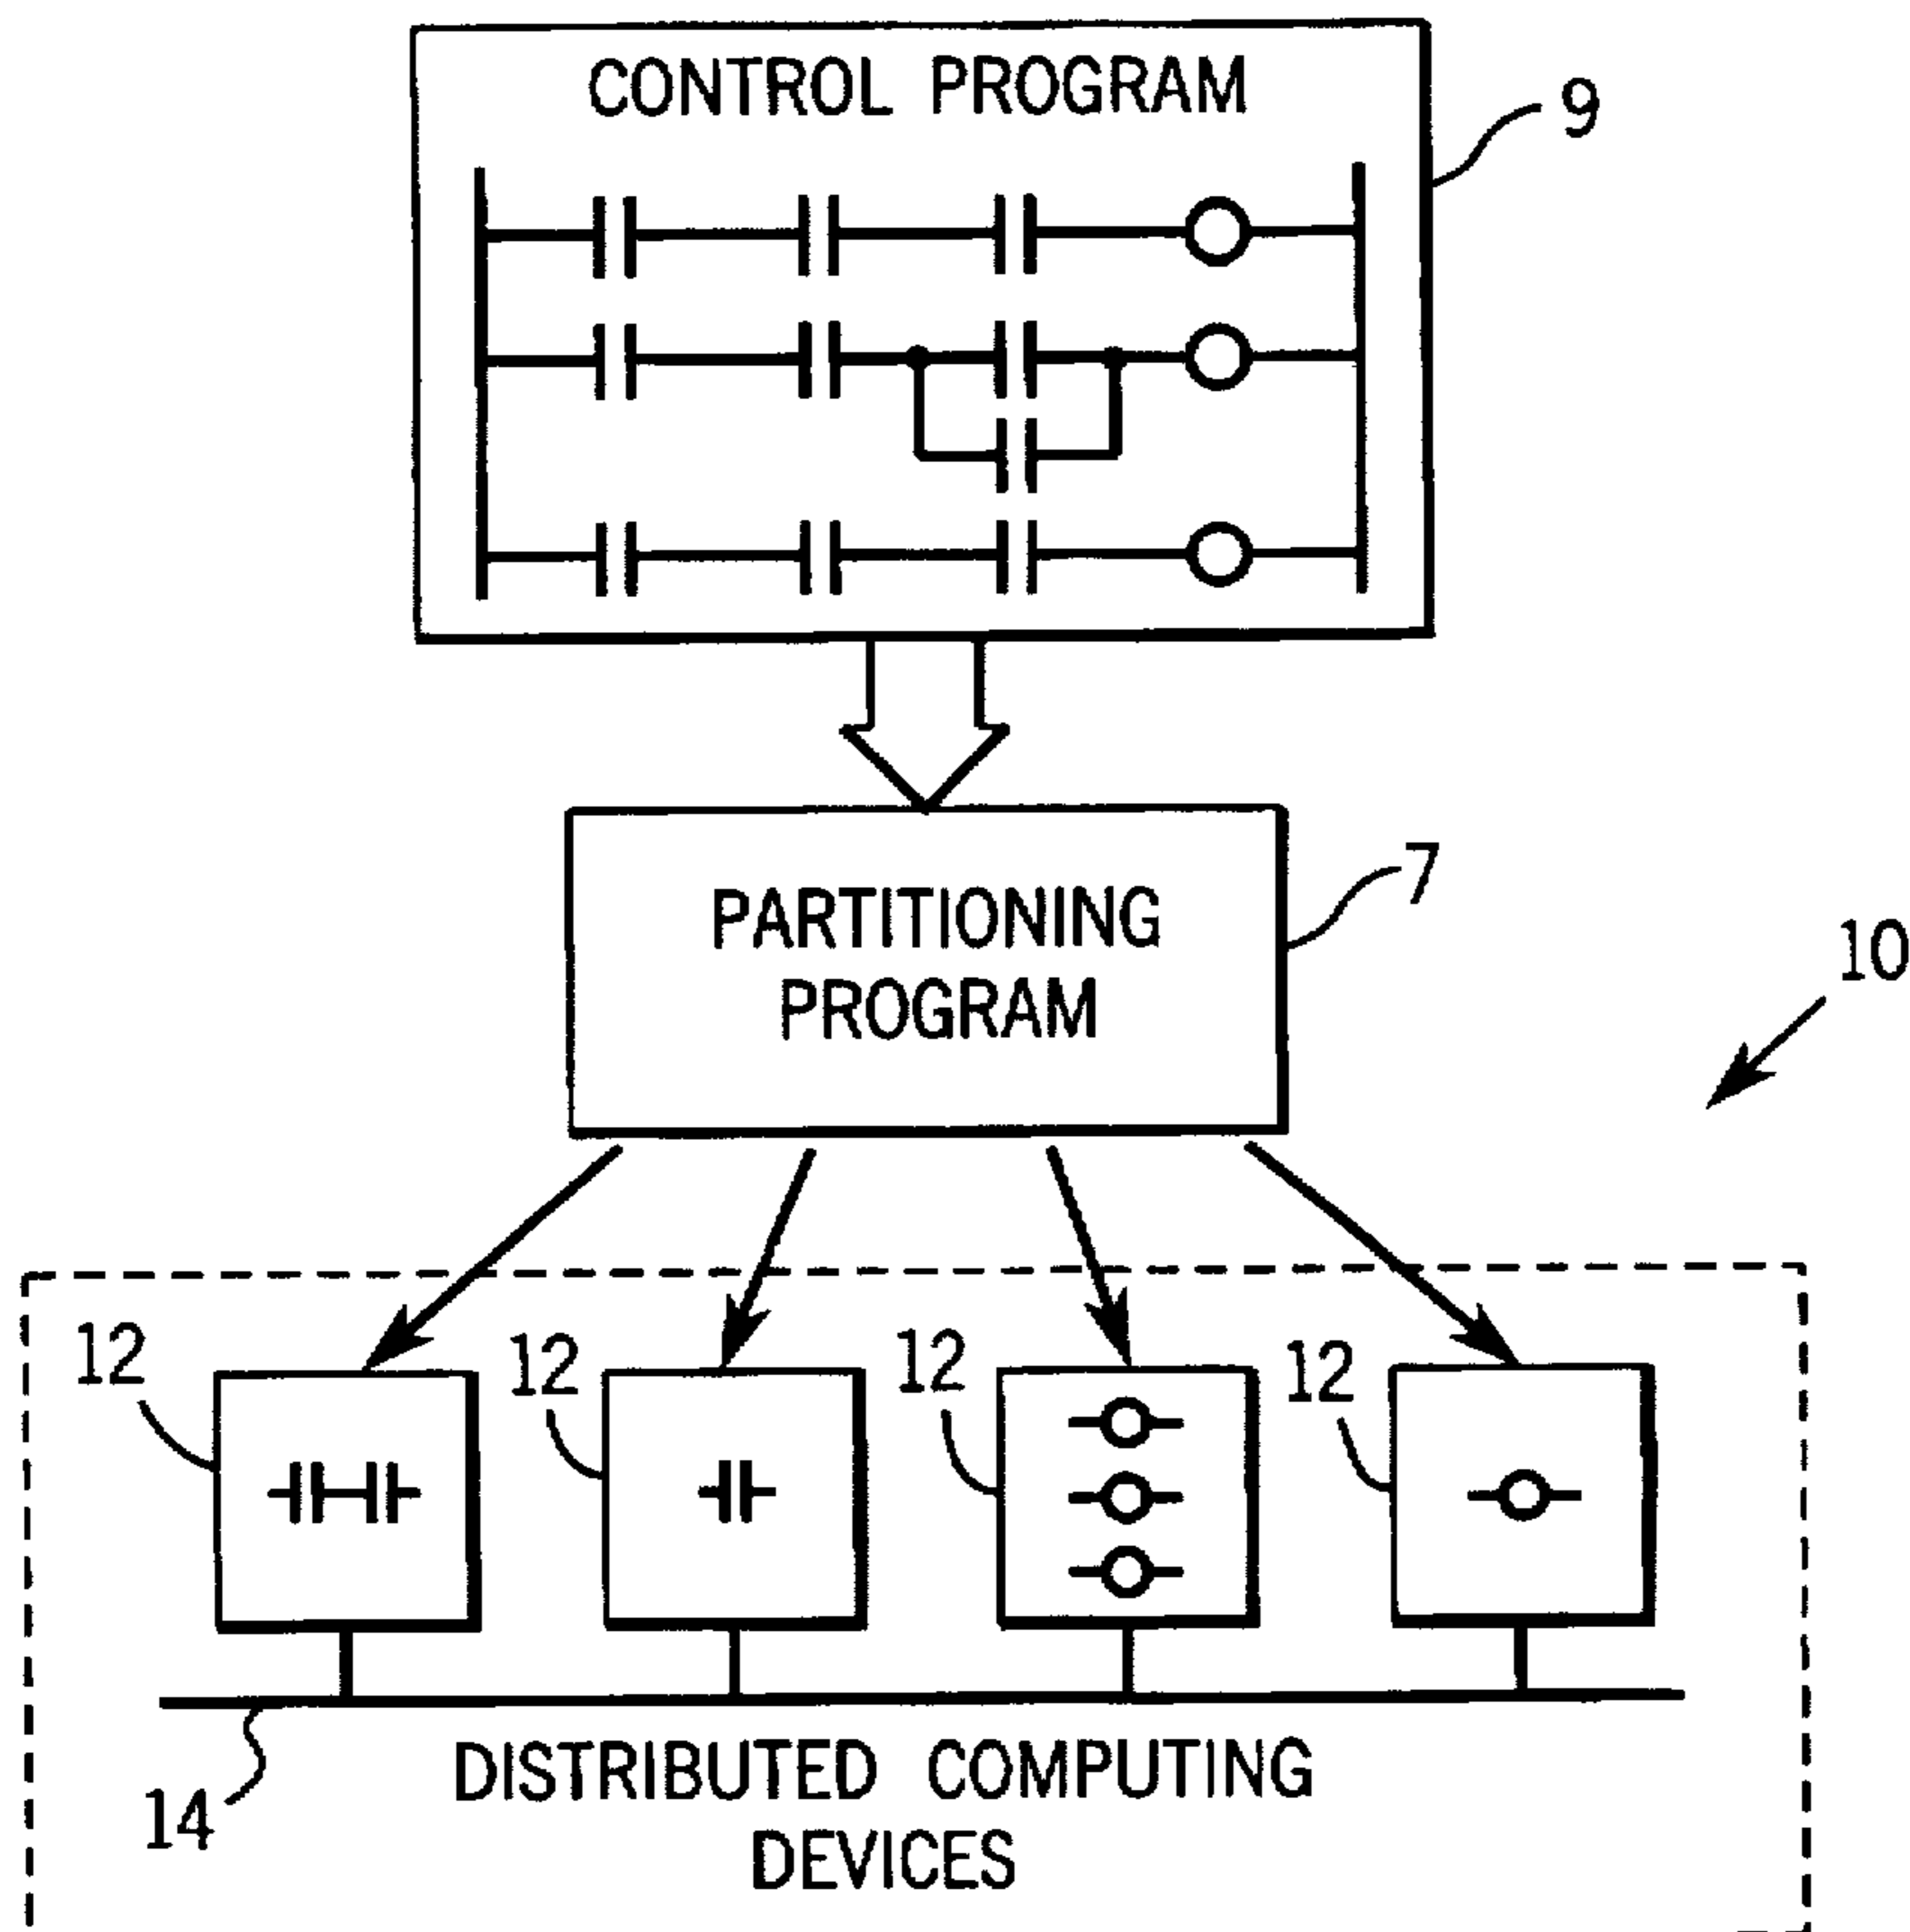 CONTROL PROGRAM
9
PARTITIONING
PROGRAM
7
10
12
12
12
12
14
DISTRIBUTED COMPUTING
DEVICES